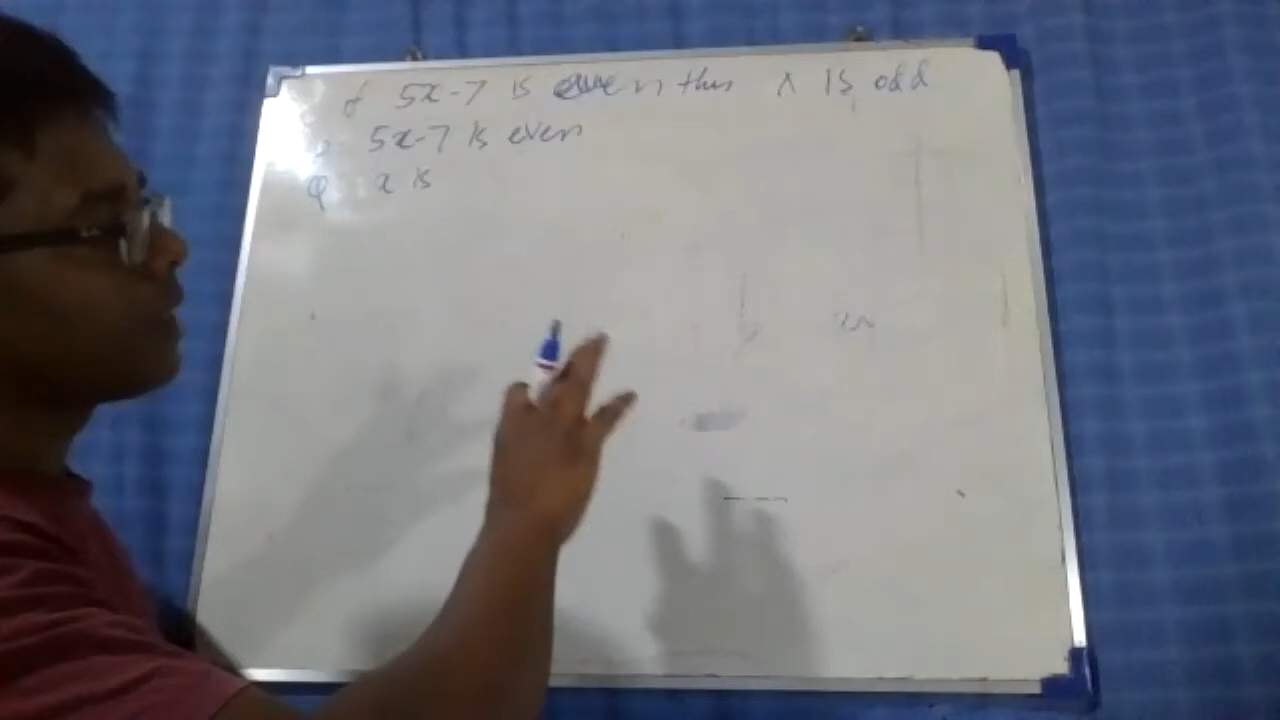 f 5x-7 is even then x is odd
5x-7 is even
Q x is